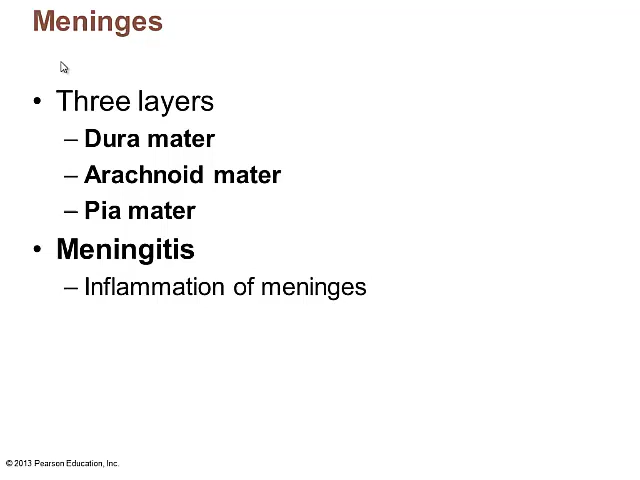 Meninges
• Three layers
– Dura mater
– Arachnoid mater
– Pia mater
• Meningitis
– Inflammation of meninges
© 2013 Pearson Education, Inc.